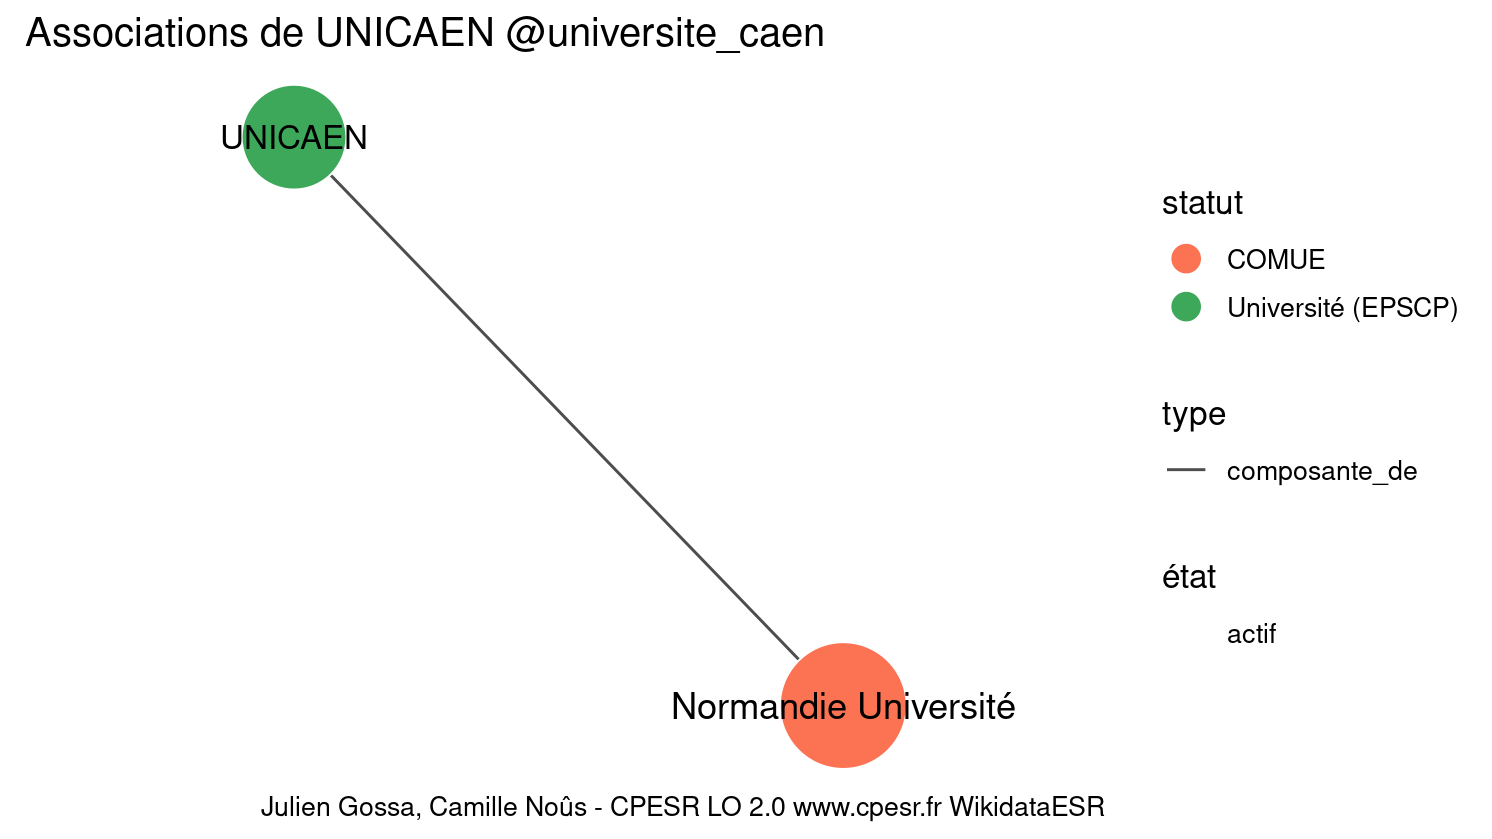 Associations de UNICAEN @universite_caen
UNICAEN
Normandie Université
statut
COMUE
Université (EPSCP)
type
composante_de
état
actif
Julien Gossa, Camille Noûs - CPESR LO 2.0 www.cpesr.fr WikidataESR